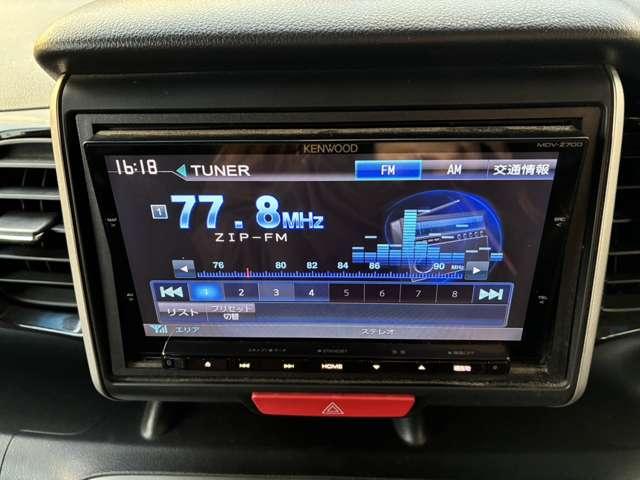 KENWOOD
MDV-Z700
16:18 TUNER FM AM 交通情報
1 77.8MHz
ZIP-FM
76 80 82 84 86 90 MHz
1 2 3 4 5 6 7 8
リスト プリセット切替
エリア ステレオ
HOME